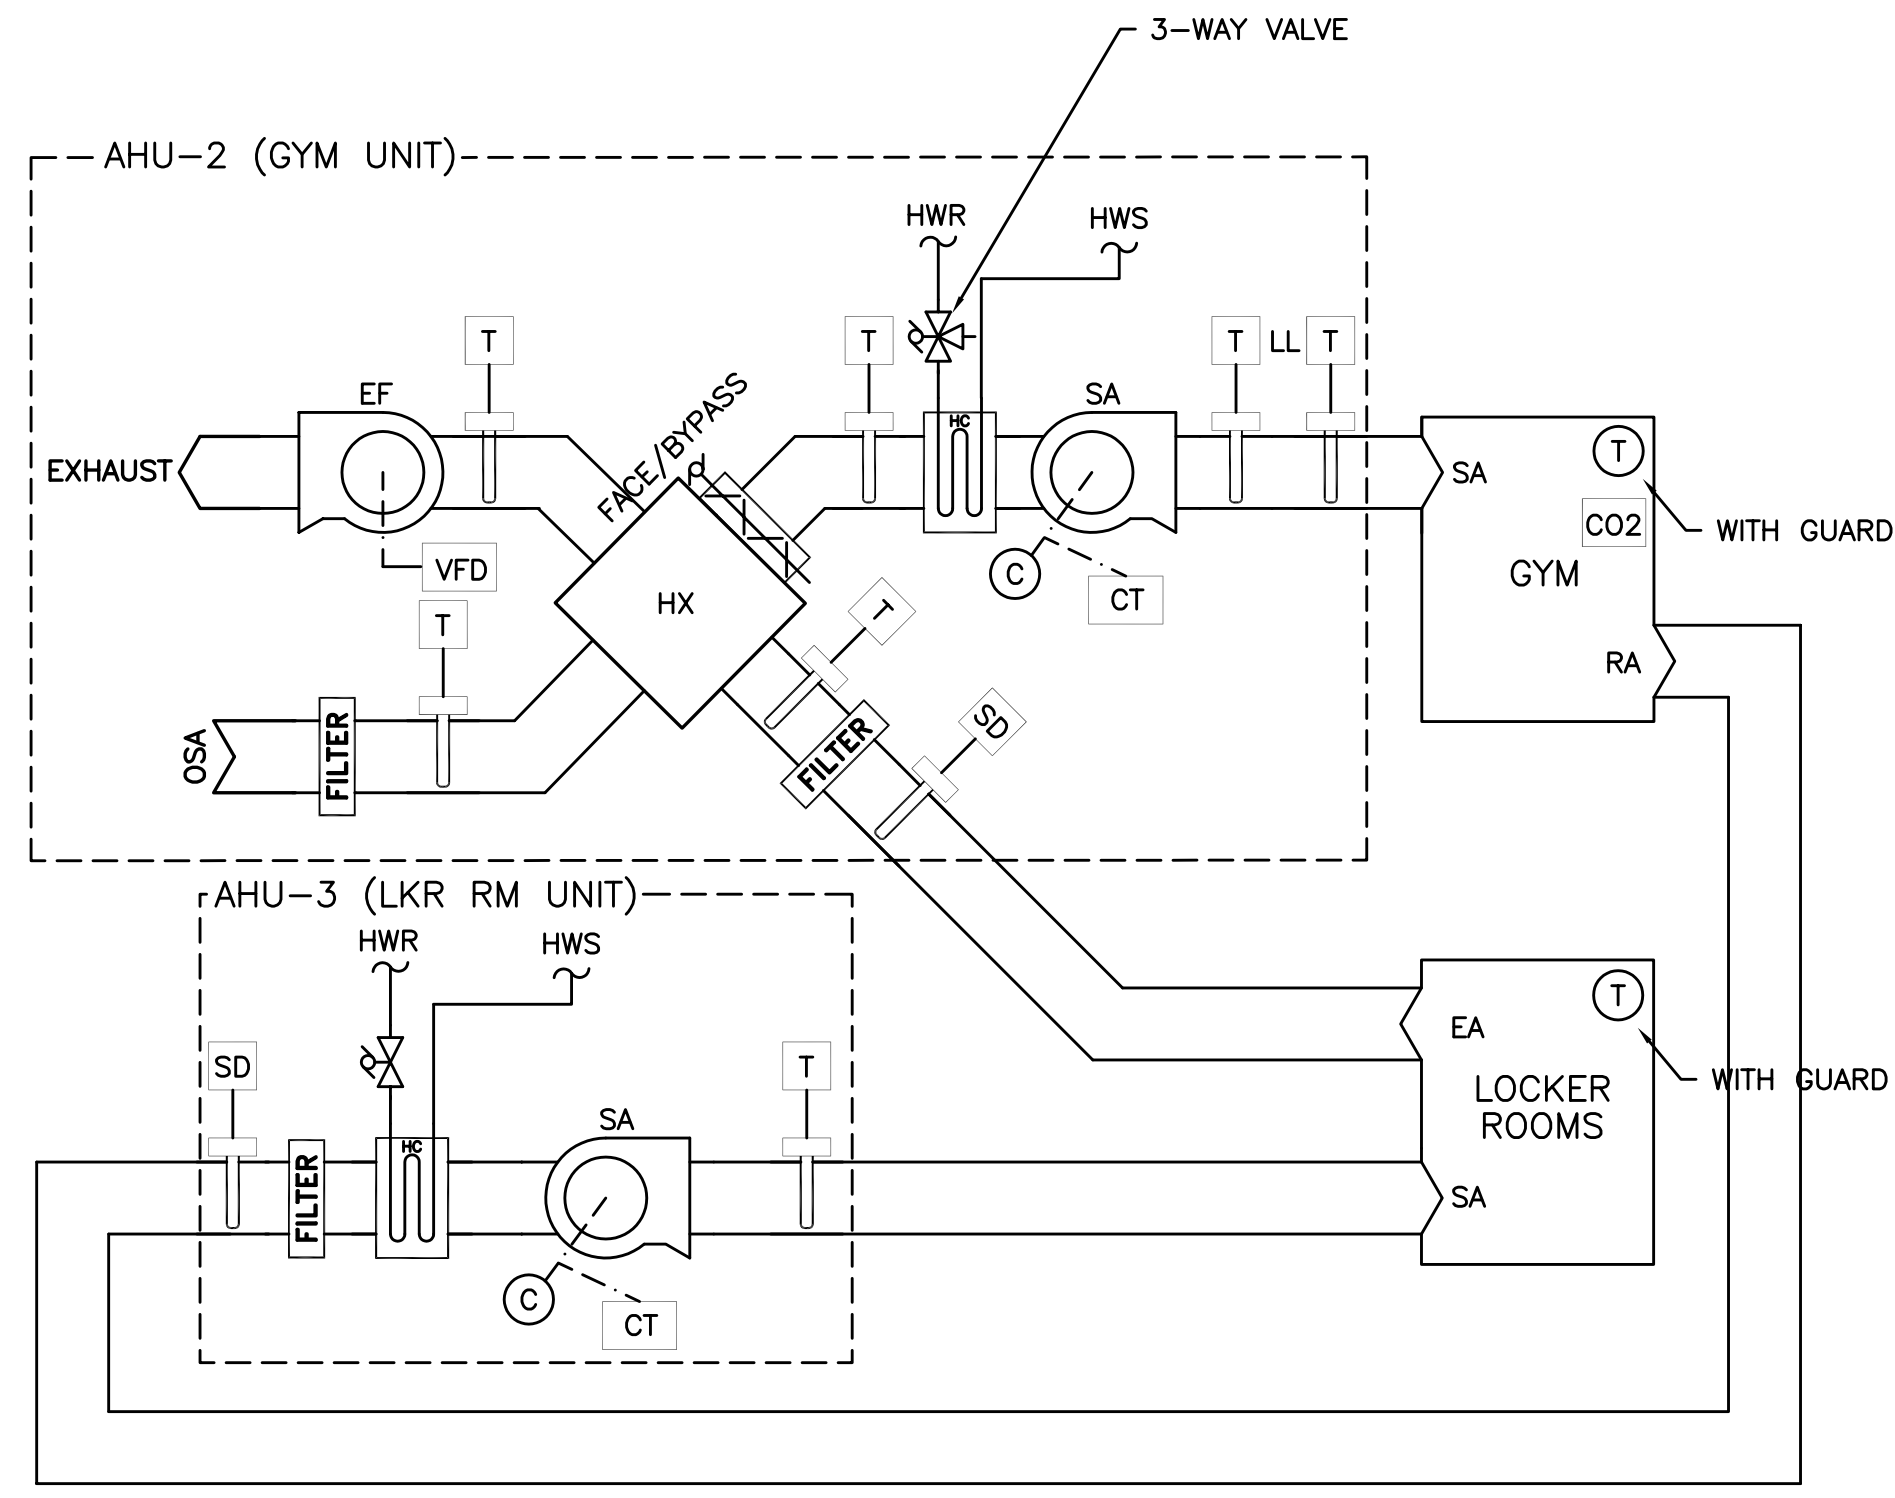 3-WAY VALVE
AHU-2 (GYM UNIT)
HWR
HWS
T
T
T
LL
T
EF
FACE/BYPASS
HC
SA
EXHAUST
SA
T
WITH GUARD
CO2
VFD
GYM
C
CT
HX
T
T
RA
OSA
FILTER
FILTER
SD
AHU-3 (LKR RM UNIT)
HWR
HWS
T
EA
SD
T
WITH GUARD
LOCKER
ROOMS
SA
HC
FILTER
SA
C
CT